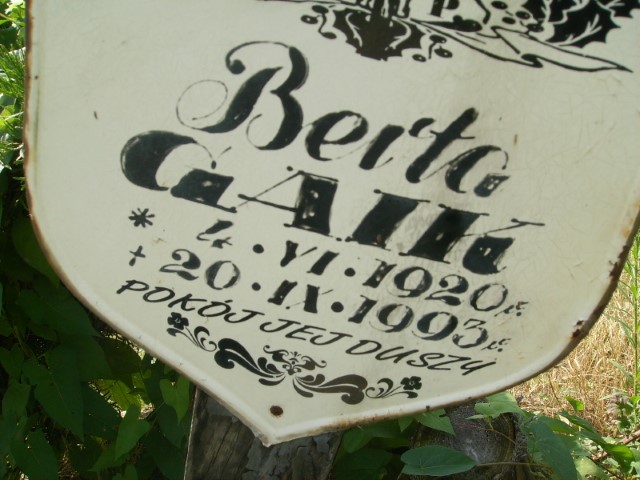 Ś.P.
Berta
GAIK
* 4.VI.1920r.
+ 20.IX.1993r.
POKÓJ JEJ DUSZY